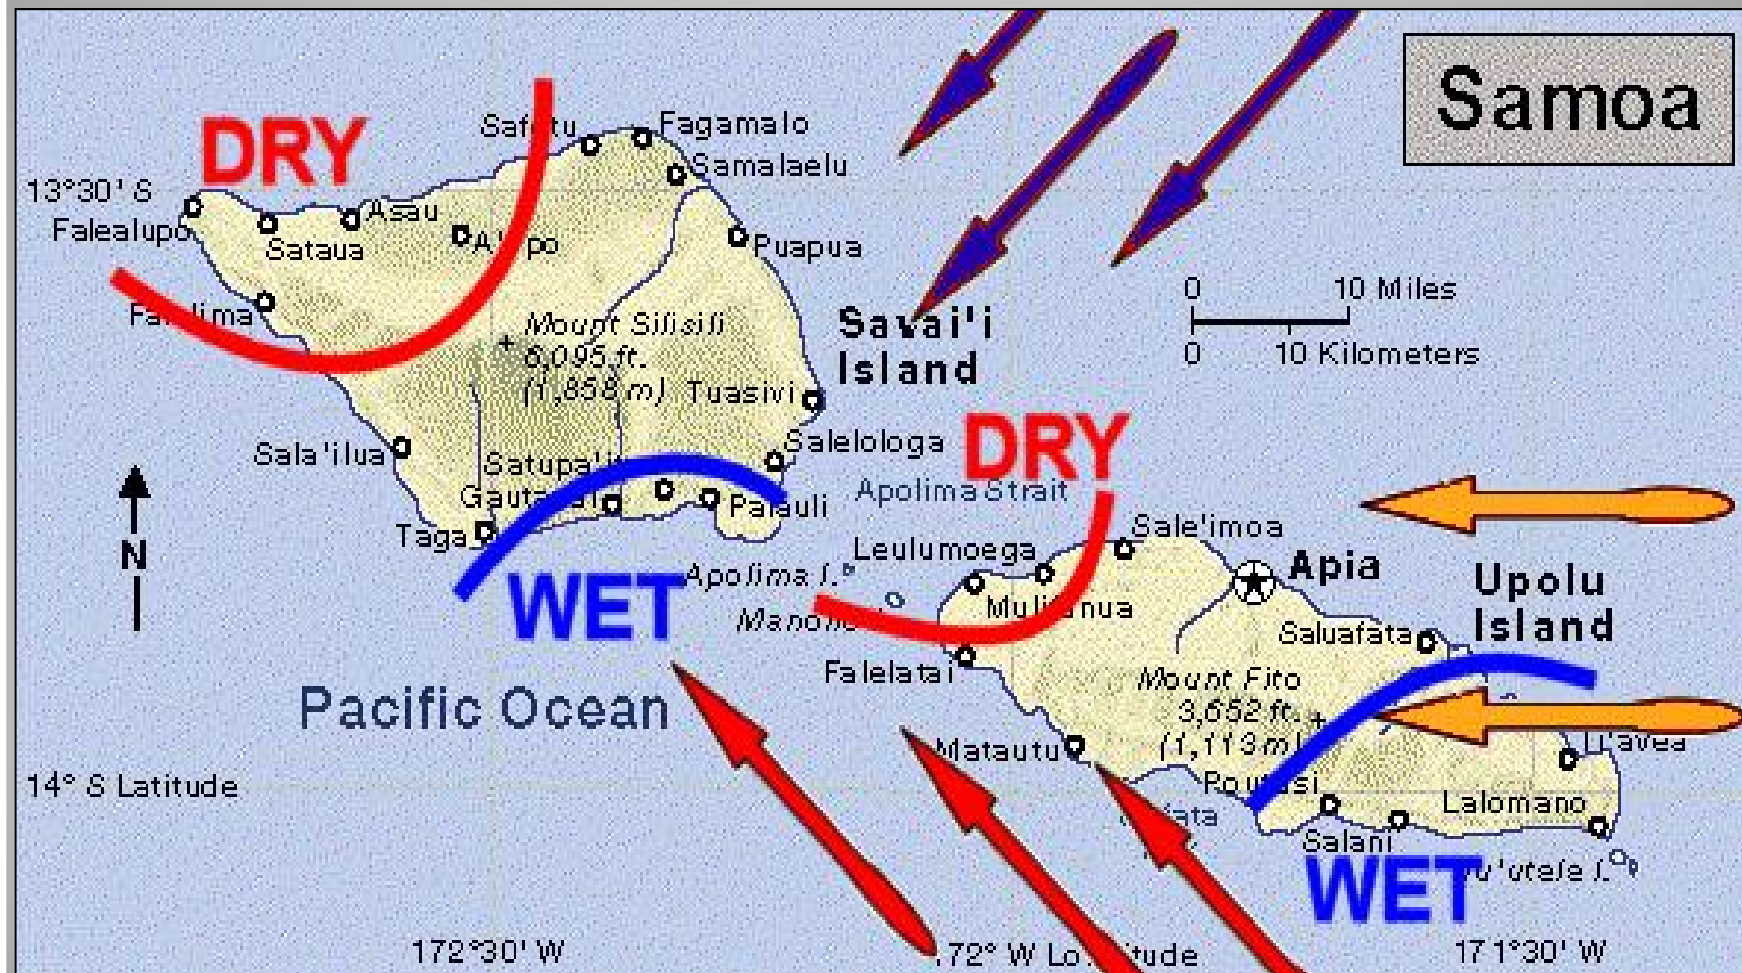 Samoa
DRY
Safotu
Fagamalo
Samalaelu
13°30' S
Falealupo
Sataua
Asau
Puapua
0 10 Miles
0 10 Kilometers
Mount Silisili
6,095 ft.
(1,858 m)
Savai'i
Island
Tuasivi
Sala'ilua
Salelologa
DRY
Apolima Strait
Palauli
Taga
N
WET
Apolima I.
Leulumoega
Sale'imoa
Apia
Upolu
Island
Saluafata
Falelatai
Pacific Ocean
Mount Fito
3,652 ft.
(1,113 m)
Matautu
14° S Latitude
Lalomano
Salani
WET
172°30' W
171°30' W